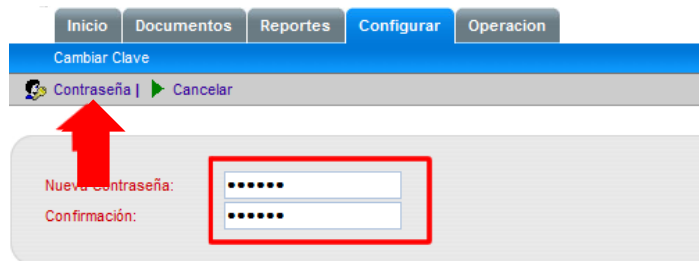 Inicio Documentos Reportes Configurar Operacion
Cambiar Clave
Contraseña | Cancelar
Nueva Contraseña: ••••••
Confirmación: ••••••